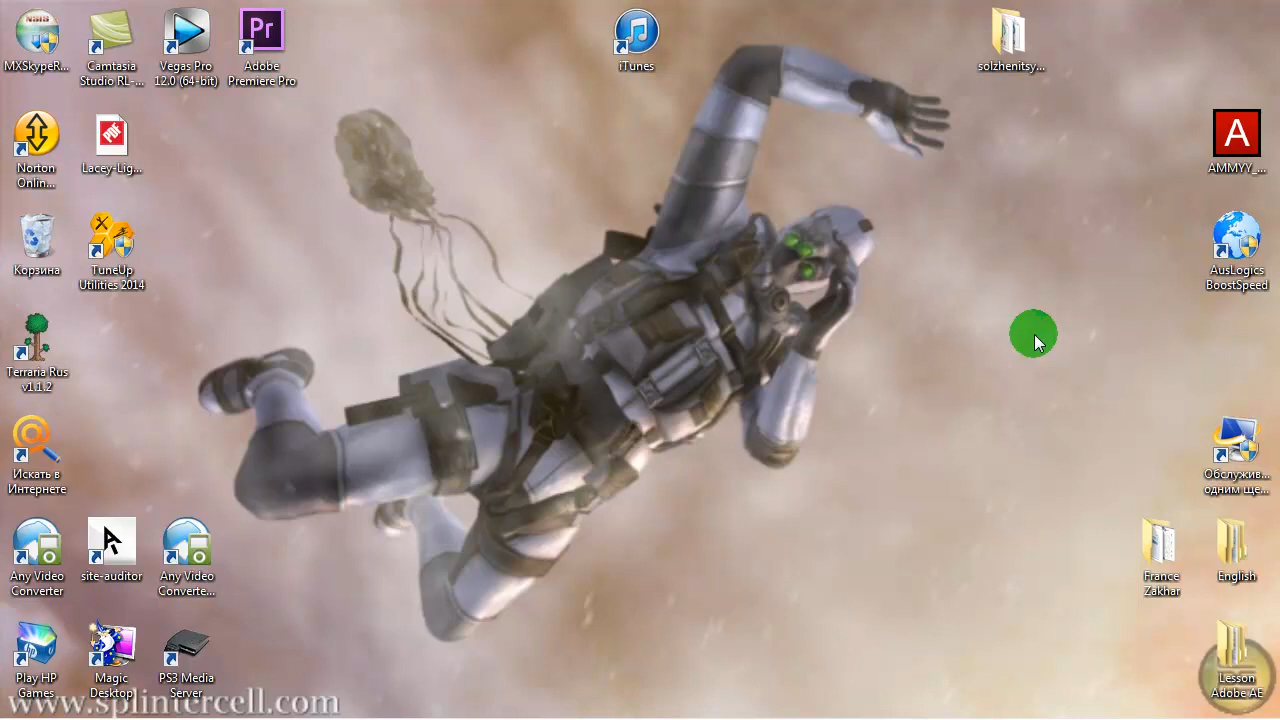 MXSkypeR...
Camtasia
Studio RL-...
Vegas Pro
12.0 (64-bit)
Pr
Adobe
Premiere Pro
iTunes
solzhenitsy...
NSIS
Norton
Onlin...
PDF
Lacey-Lig...
A
AMMYY_...
Корзина
TuneUp
Utilities 2014
AusLogics
BoostSpeed
Terraria Rus
v1.1.2
Искать в
Интернете
Обслужив...
одним ще...
Any Video
Converter
site-auditor
Any Video
Converte...
France
Zakhar
English
Play HP
Games
Magic
Desktop
PS3 Media
Server
Lesson
Adobe AE
www.splintercell.com